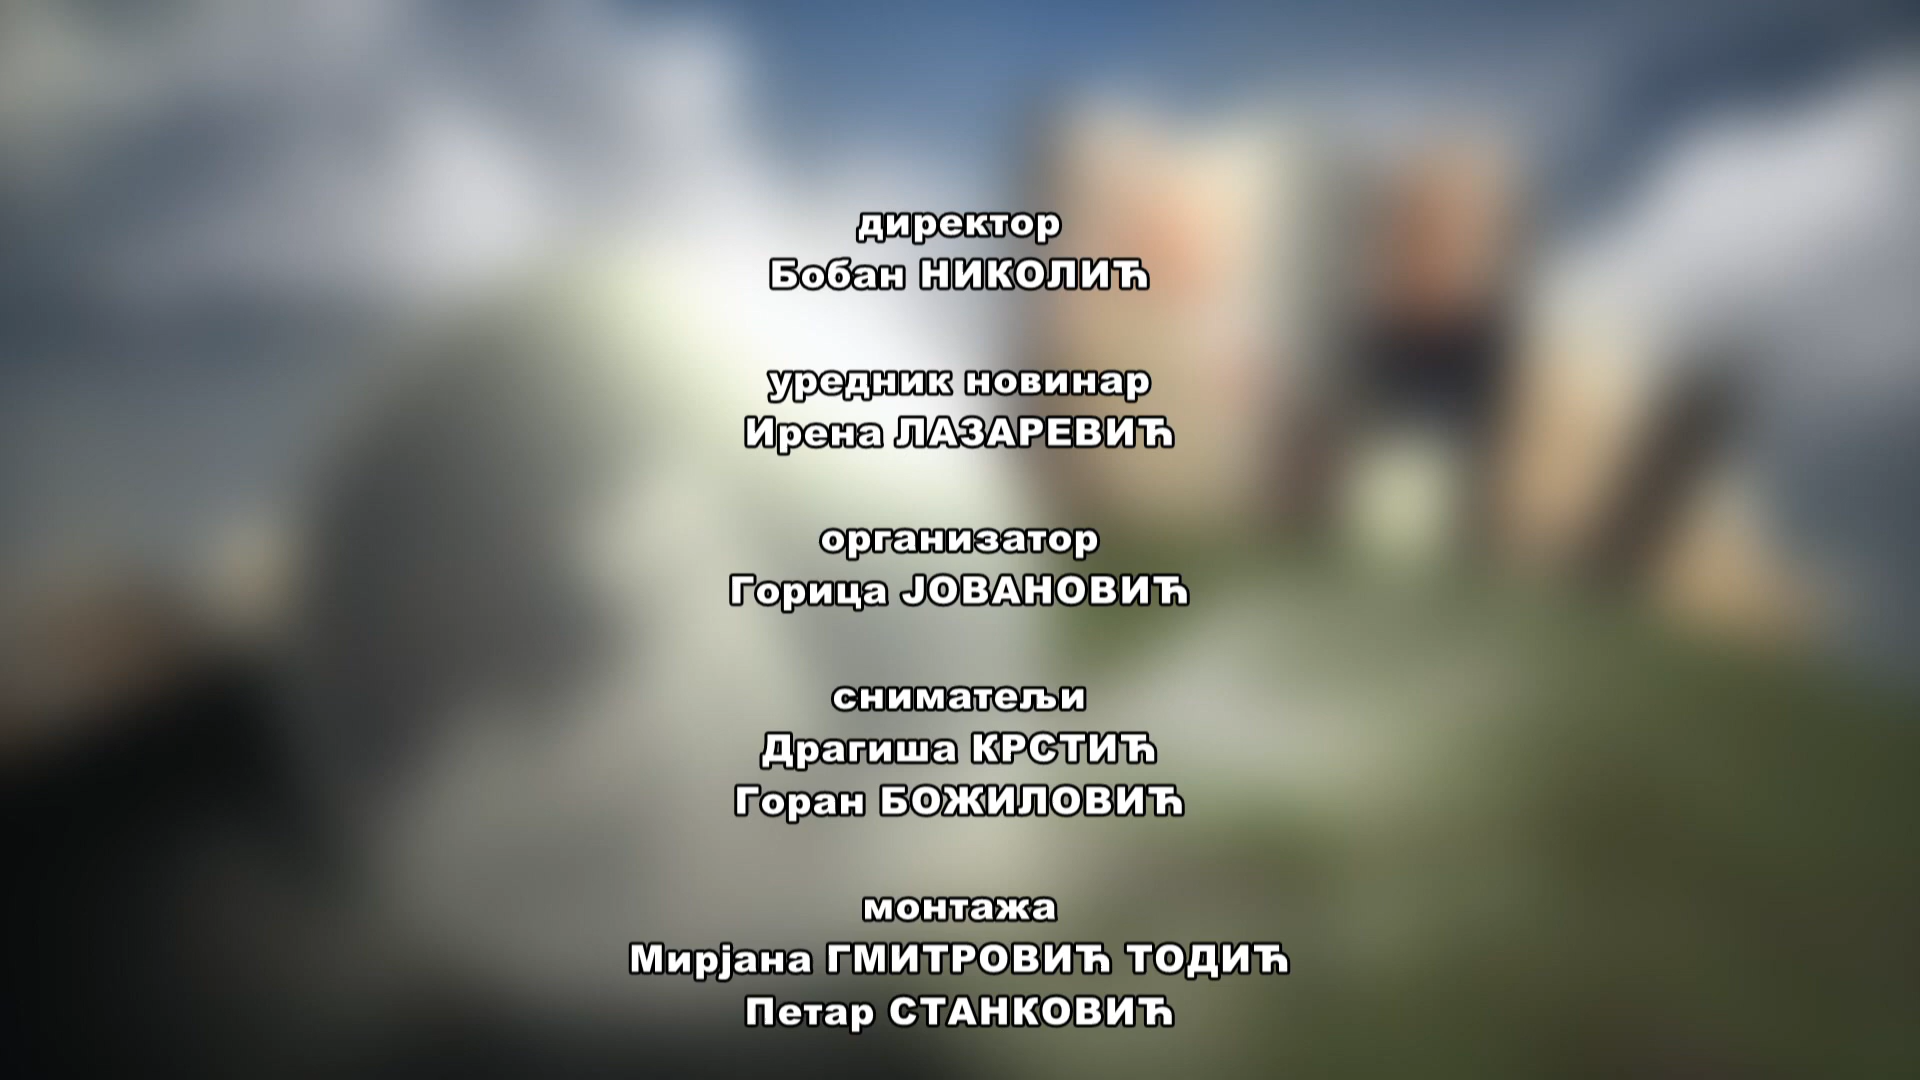 директор
Бобан НИКОЛИЋ
уредник новинар
Ирена ЛАЗАРЕВИЋ
организатор
Горица ЈОВАНОВИЋ
сниматељи
Драгиша КРСТИЋ
Горан БОЖИЛОВИЋ
монтажа
Мирјана ГМИТРОВИЋ ТОДИЋ
Петар СТАНКОВИЋ